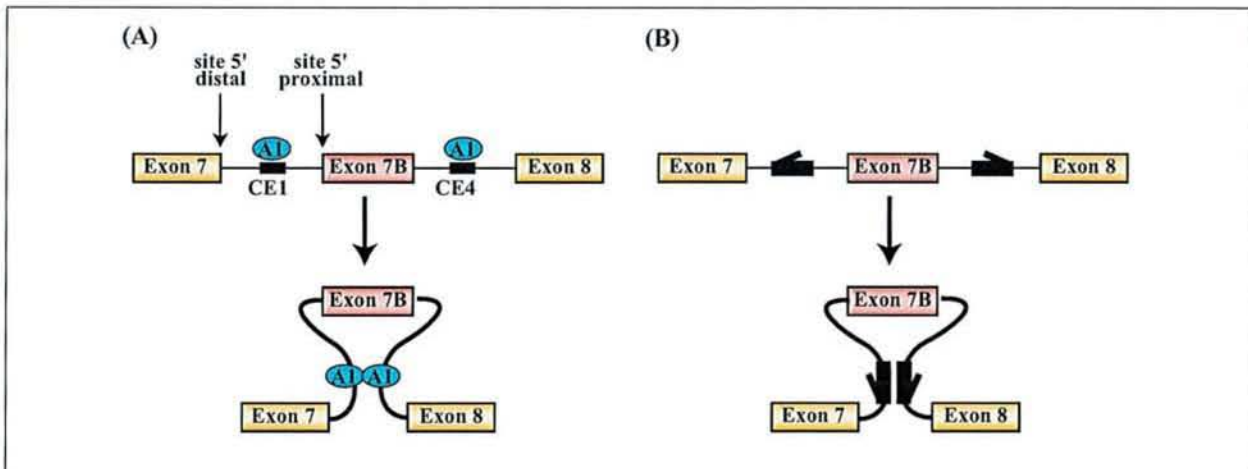 (A)
site 5' distal
site 5' proximal
A1
A1
Exon 7
Exon 7B
Exon 8
CE1
CE4
Exon 7B
A1
A1
Exon 7
Exon 8
(B)
Exon 7
Exon 7B
Exon 8
Exon 7B
Exon 7
Exon 8